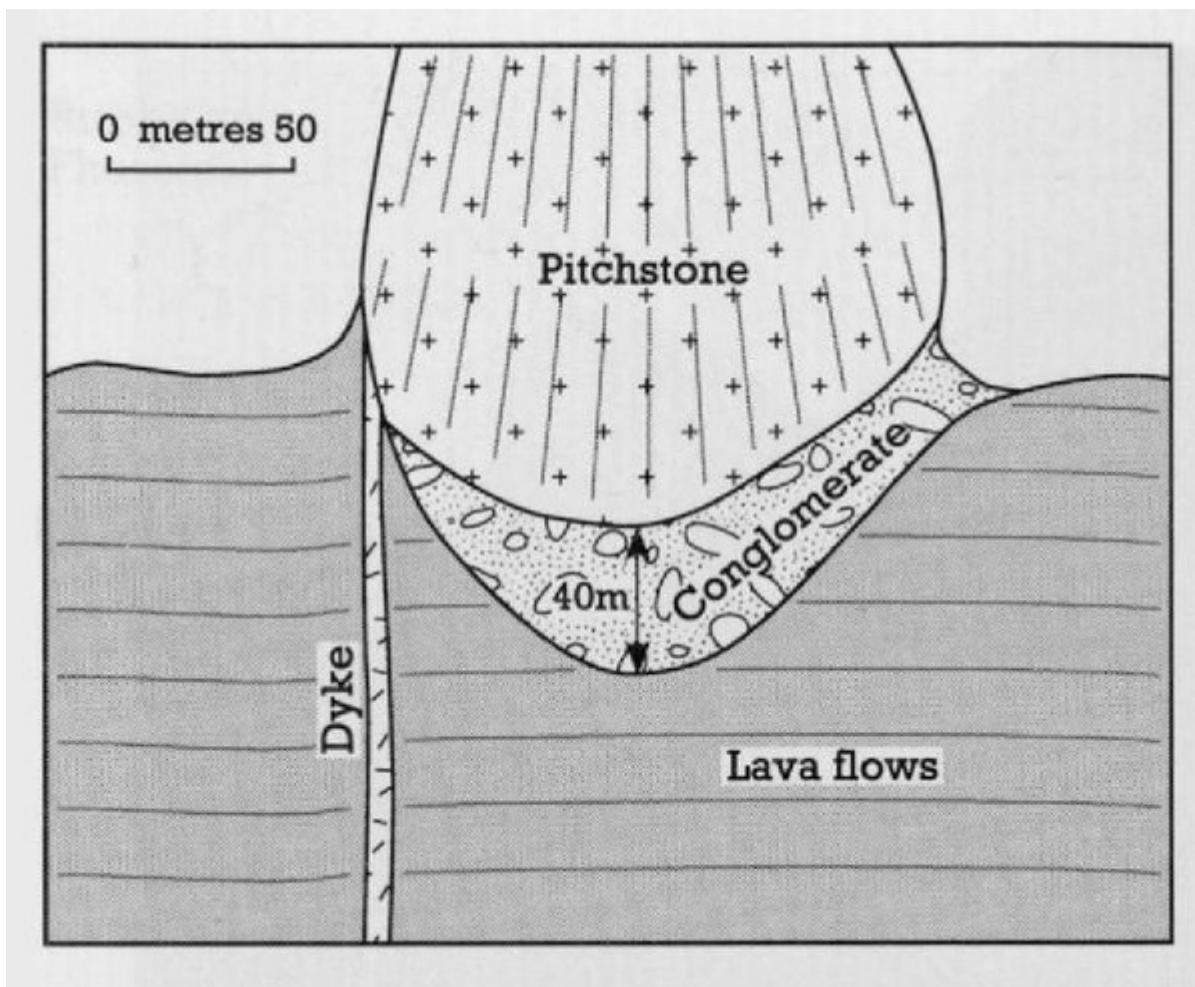 0 metres 50
Pitchstone
Conglomerate
40m
Dyke
Lava flows